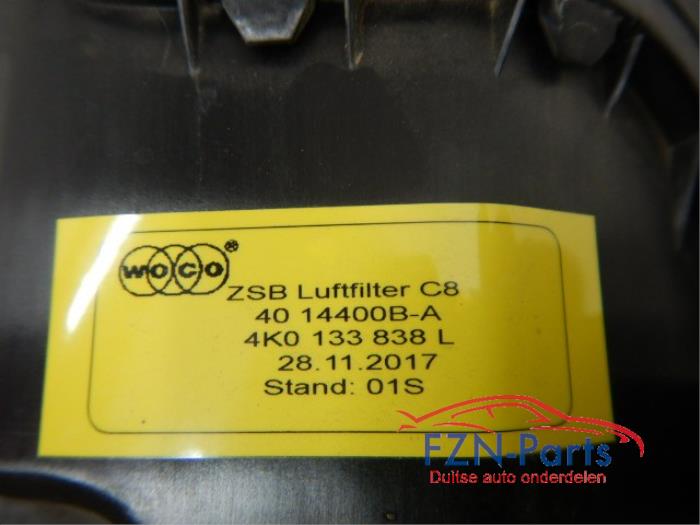 WOCO®
ZSB Luftfilter C8
40 14400B-A
4K0 133 838 L
28.11.2017
Stand: 01S
FZN-Parts
Duitse auto onderdelen